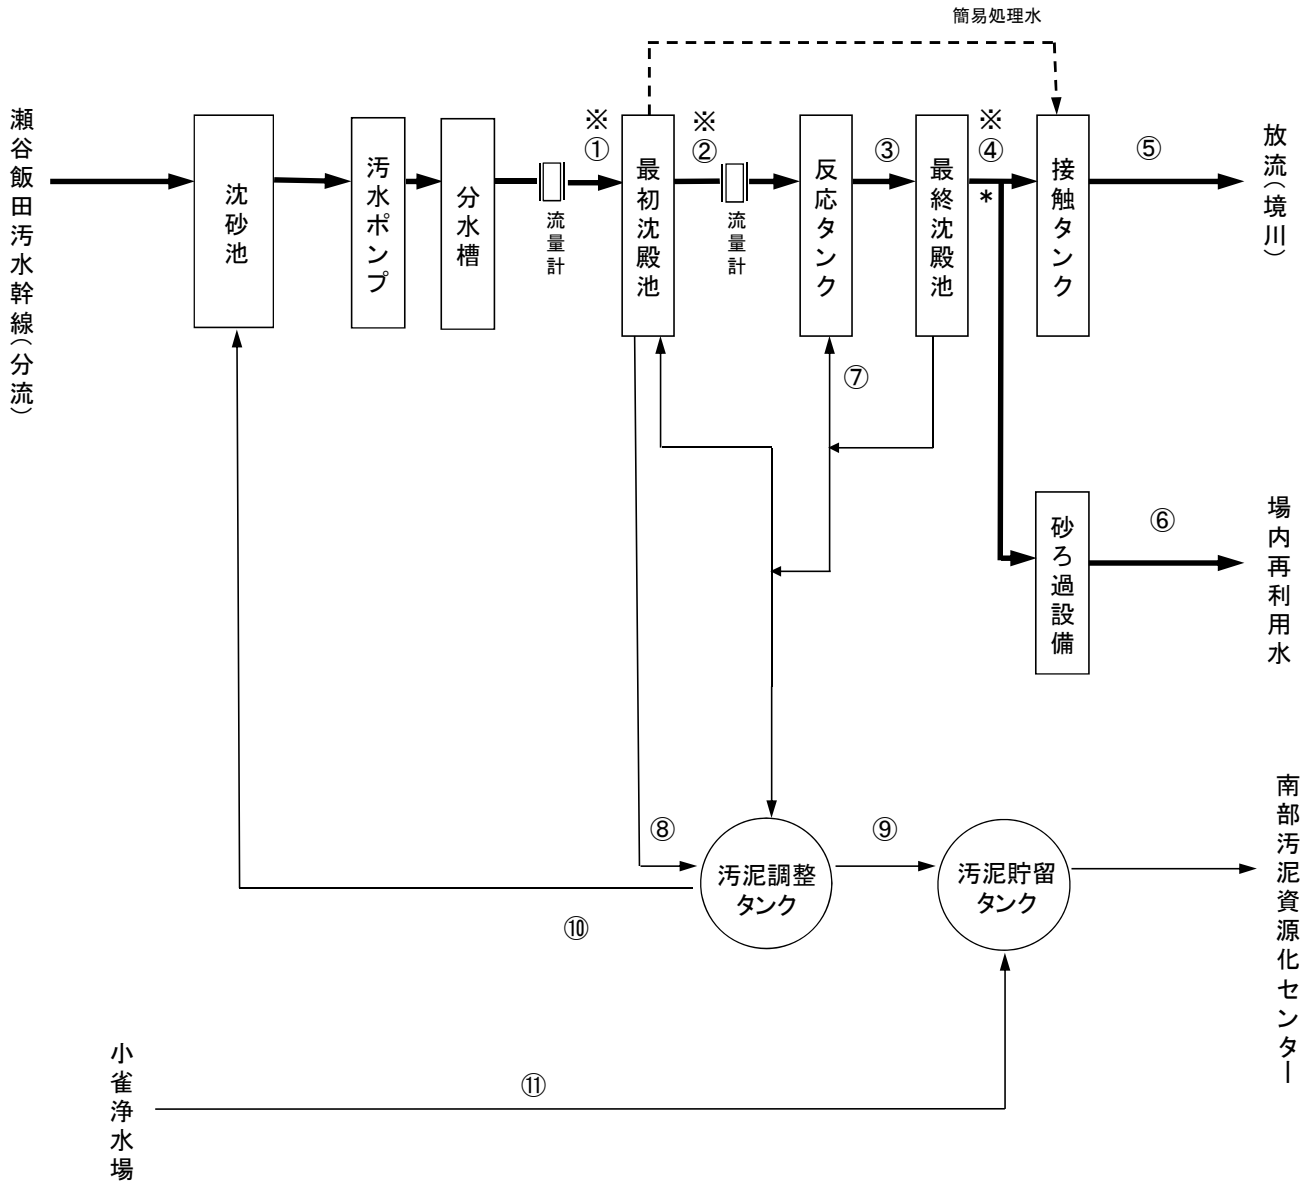 簡易処理水
瀬谷飯田汚水幹線(分流)
沈砂池
汚水ポンプ
分水槽
流量計
※
①
最初沈殿池
※
②
流量計
反応タンク
③
最終沈殿池
※
④
*
接触タンク
⑤
放流(境川)
⑦
砂ろ過設備
⑥
場内再利用水
⑧
汚泥調整
タンク
⑨
汚泥貯留
タンク
南部汚泥資源化センター
⑩
小雀浄水場
⑪